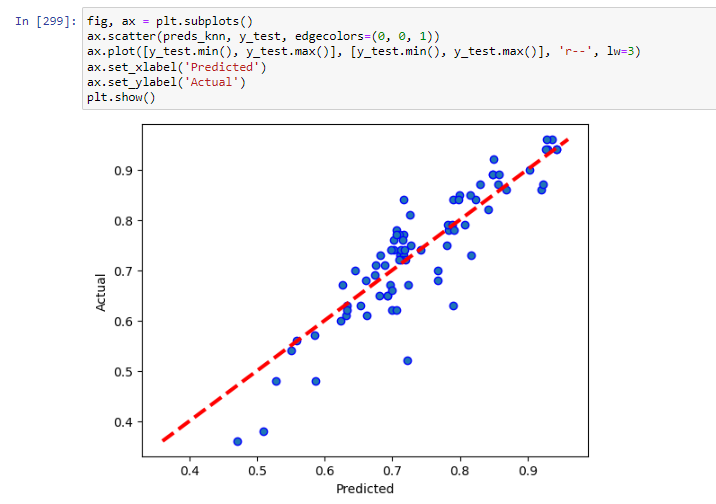 In [299]: fig, ax = plt.subplots()
ax.scatter(preds_knn, y_test, edgecolors=(0, 0, 1))
ax.plot([y_test.min(), y_test.max()], [y_test.min(), y_test.max()], 'r--', lw=3)
ax.set_xlabel('Predicted')
ax.set_ylabel('Actual')
plt.show()
0.9
0.8
0.7
0.6
0.5
0.4
Actual
0.4 0.5 0.6 0.7 0.8 0.9
Predicted